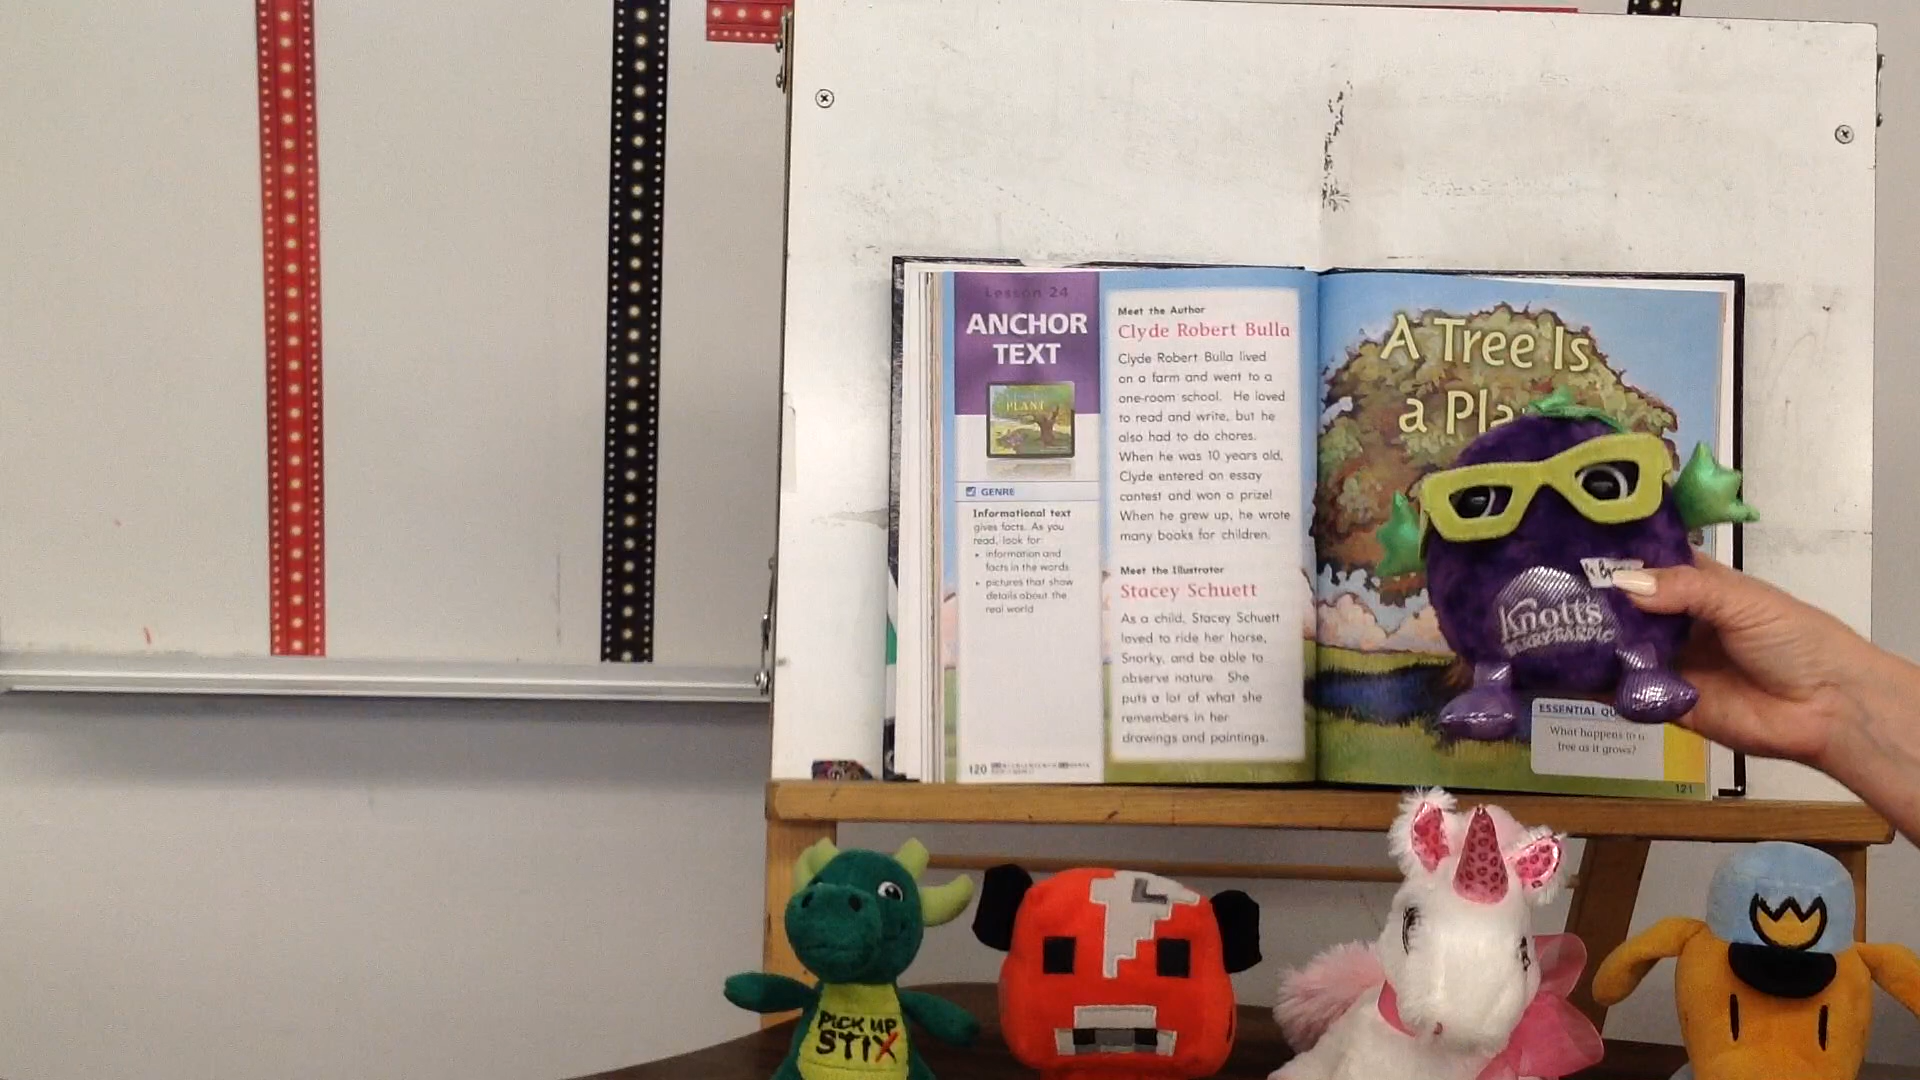 Lesson 24
ANCHOR
TEXT
PLANT
GENRE
Informational text
gives facts. As you
read, look for:
• information and
facts in the words
• pictures that show
details about the
real world
120
Meet the Author
Clyde Robert Bulla
Clyde Robert Bulla lived
on a farm and went to a
one-room school. He loved
to read and write, but he
also had to do chores.
When he was 10 years old,
Clyde entered an essay
contest and won a prize!
When he grew up, he wrote
many books for children.
Meet the Illustrator
Stacey Schuett
As a child, Stacey Schuett
loved to ride her horse,
Snorky, and be able to
observe nature. She
puts a lot of what she
remembers in her
drawings and paintings.
A Tree Is
a Pla
Knott's
ESSENTIAL QU
What happens to a
tree as it grows?
121
PICK UP
STIX